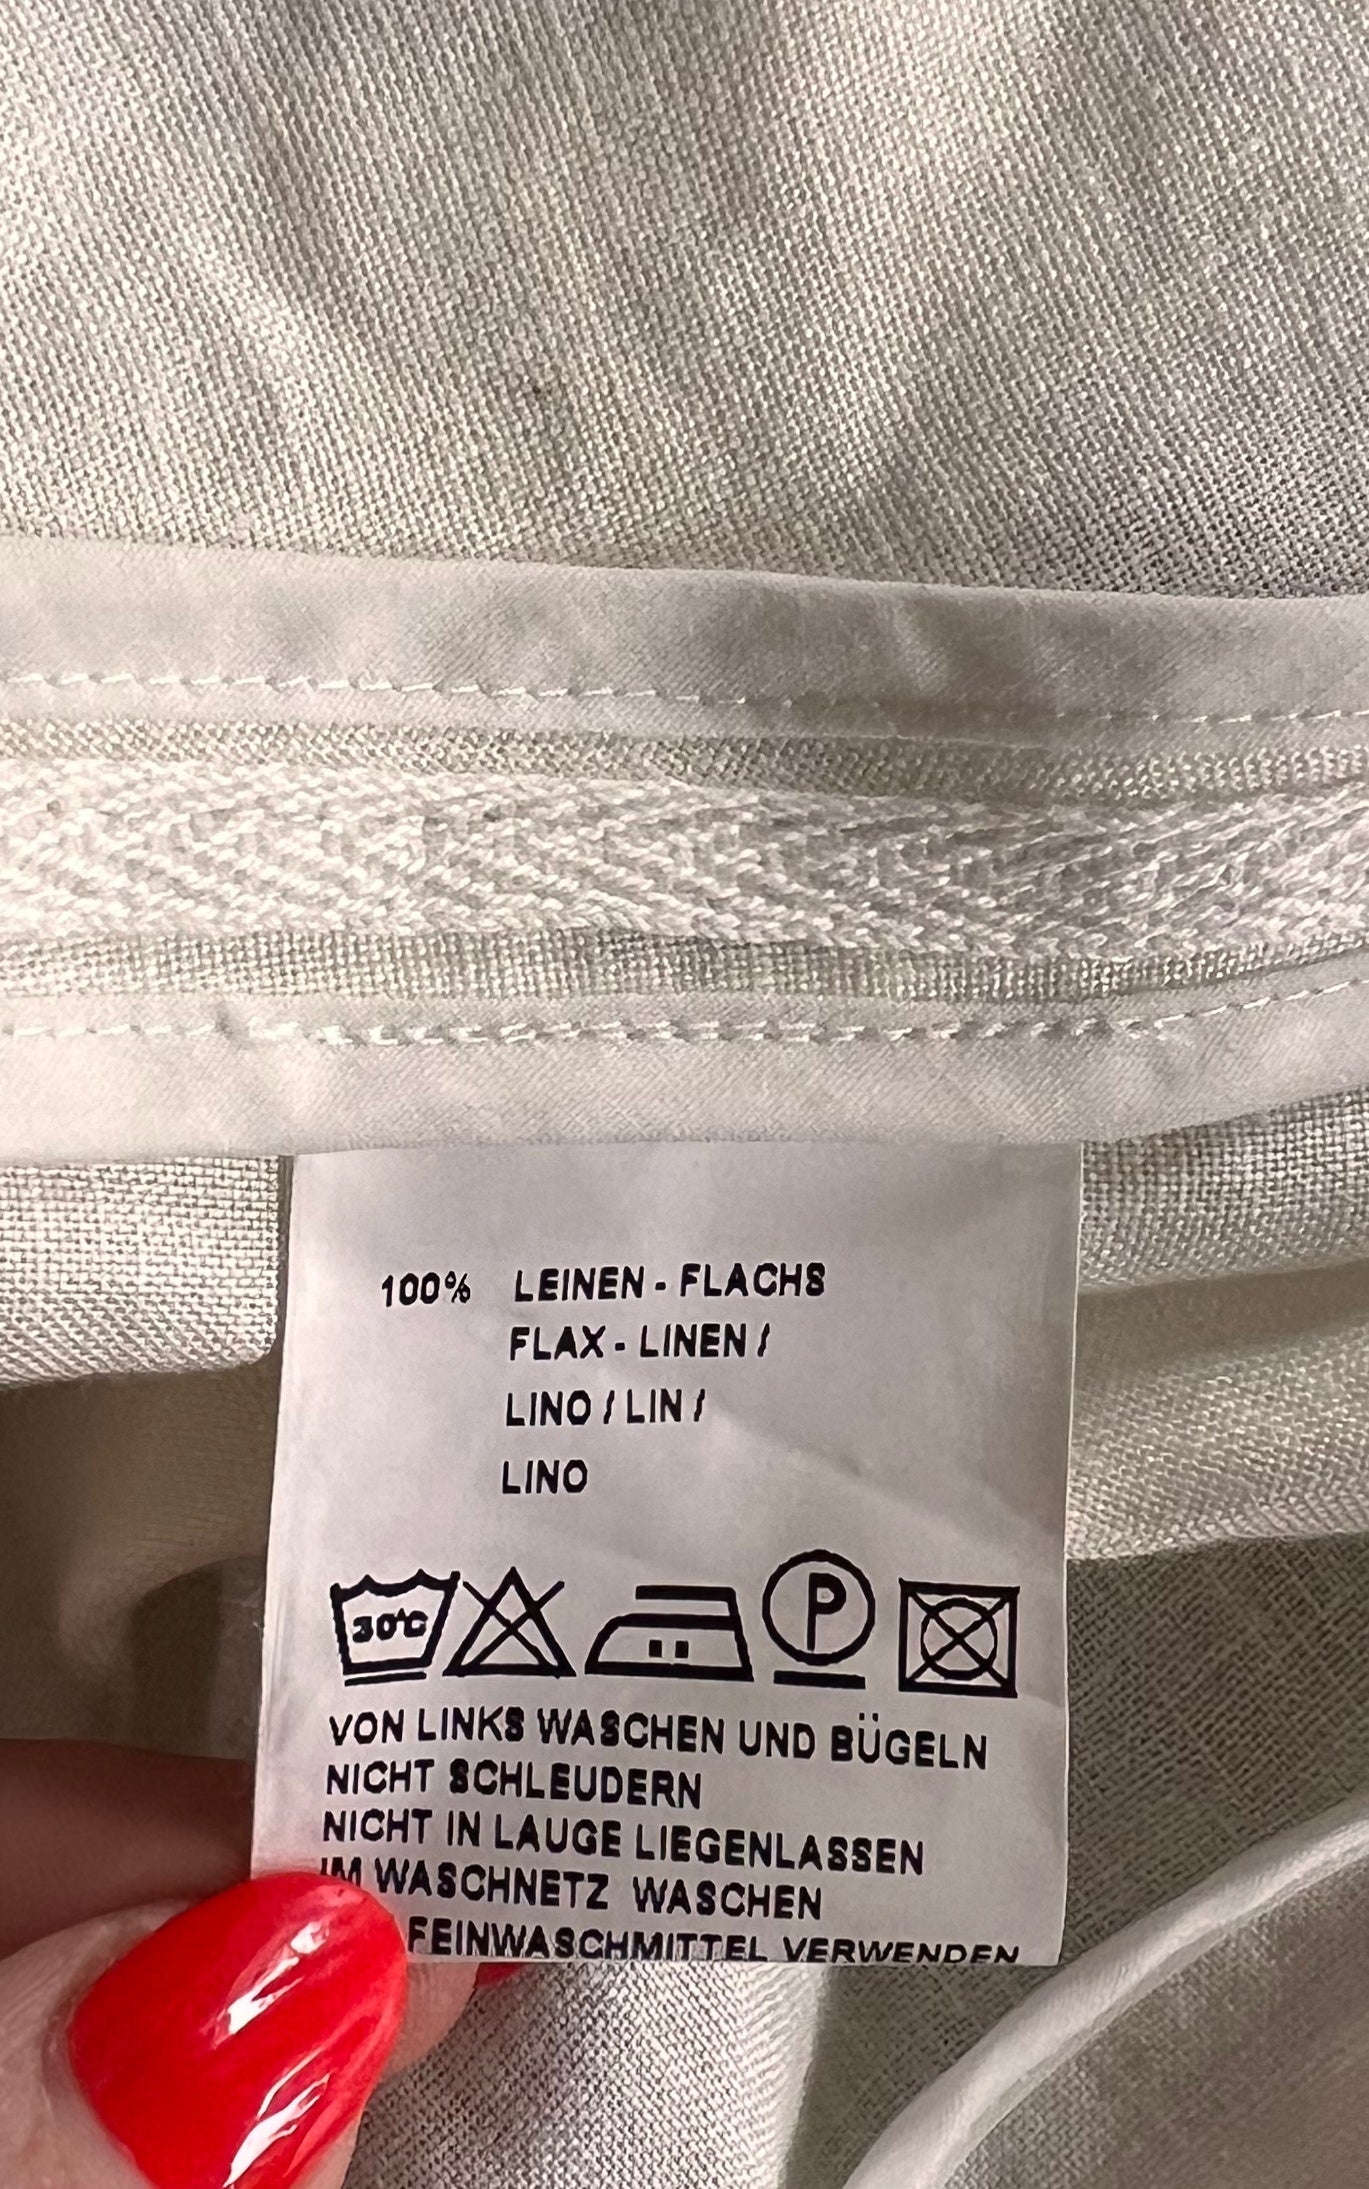 100% LEINEN - FLACHS
FLAX - LINEN /
LINO / LIN /
LINO
30°C P
VON LINKS WASCHEN UND BÜGELN
NICHT SCHLEUDERN
NICHT IN LAUGE LIEGENLASSEN
IM WASCHNETZ WASCHEN
FEINWASCHMITTEL VERWENDEN